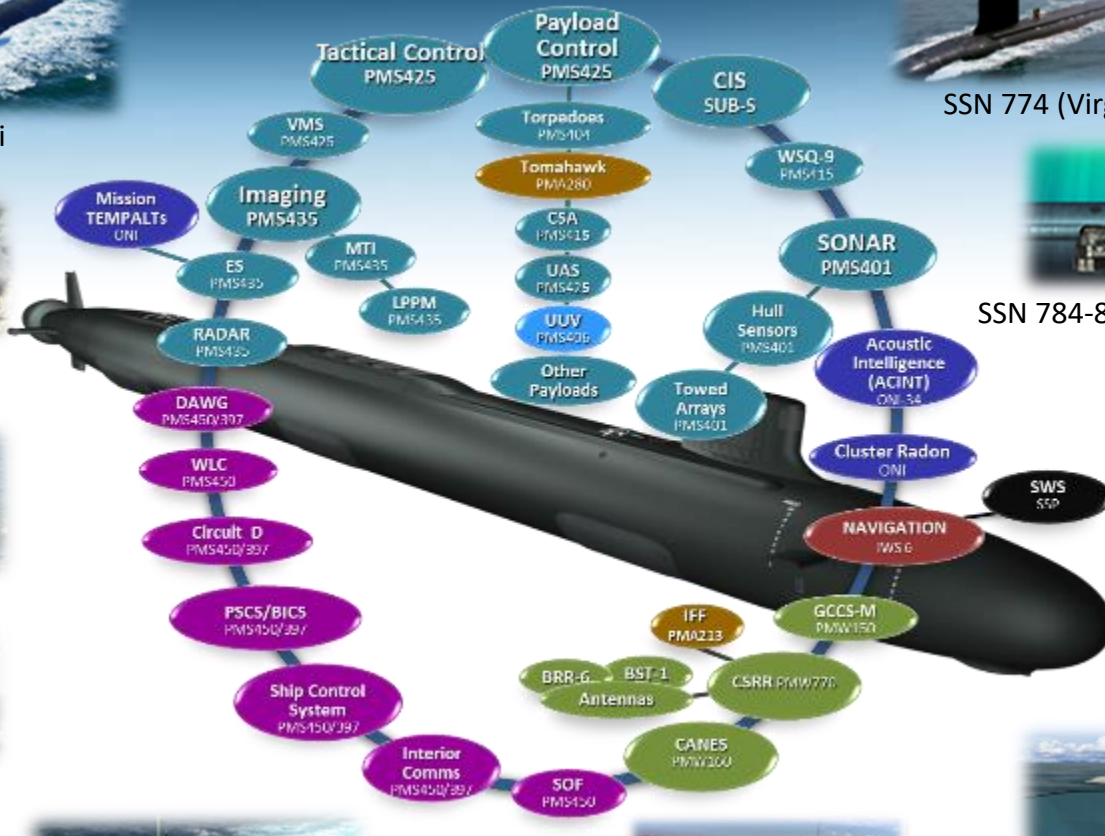 Payload
Control
PMS425
Tactical Control
PMS425
CIS
SUB-S
SSN 774 (Virg
VMS
PMS425
Torpedoes
PMS404
Tomahawk
PMA280
WSQ-9
PMS415
Mission
TEMPALTs
ONI
Imaging
PMS435
CSA
PMS415
MTI
PMS435
SONAR
PMS401
ES
PMS435
UAS
PMS425
LPPM
PMS435
Hull
Sensors
PMS401
SSN 784-8
UUV
PMS406
RADAR
PMS435
Acoustic
Intelligence
(ACINT)
ONI-34
Other
Payloads
Towed
Arrays
PMS401
DAWG
PMS450/397
WLC
PMS450
Cluster Radon
ONI
SWS
SSP
Circuit D
PMS450/397
NAVIGATION
IWS 6
PSCS/BICS
PMS450/397
GCCS-M
PMW150
IFF
PMA213
BRR-6
BST-1
Antennas
CSRR PMW770
Ship Control
System
PMS450/397
CANES
PMW160
Interior
Comms
PMS450/397
SOF
PMS450